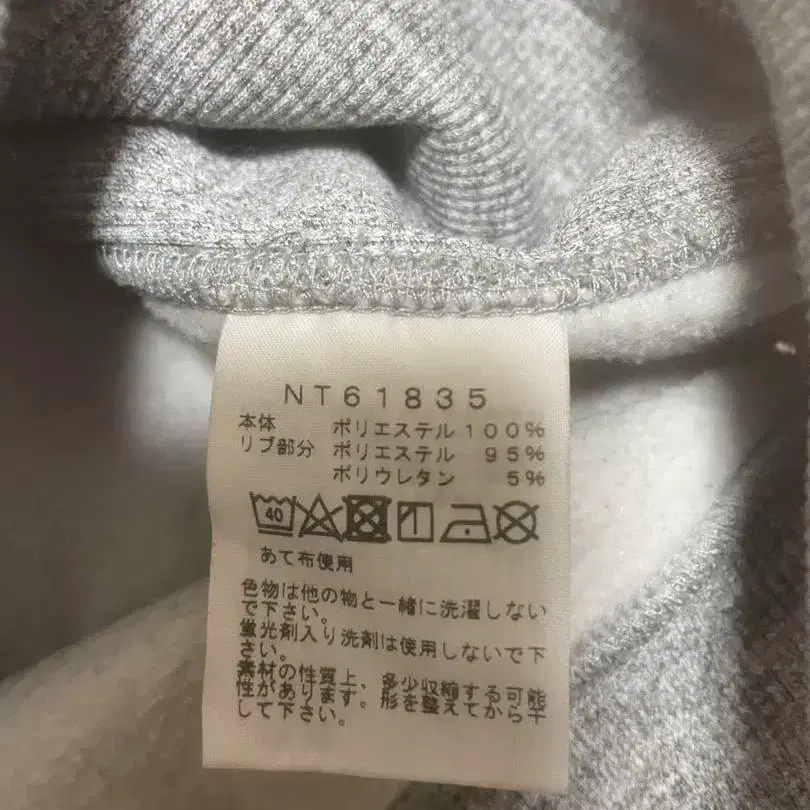 NT61835
本体 ポリエステル 100%
リブ部分 ポリエステル 95%
ポリウレタン 5%
40
あて布使用
色物は他の物と一緒に洗濯しない
で下さい。
蛍光剤入り洗剤は使用しないで下
さい。
素材の性質上、多少収縮する可能
性があります。形を整えてから干
して下さい。